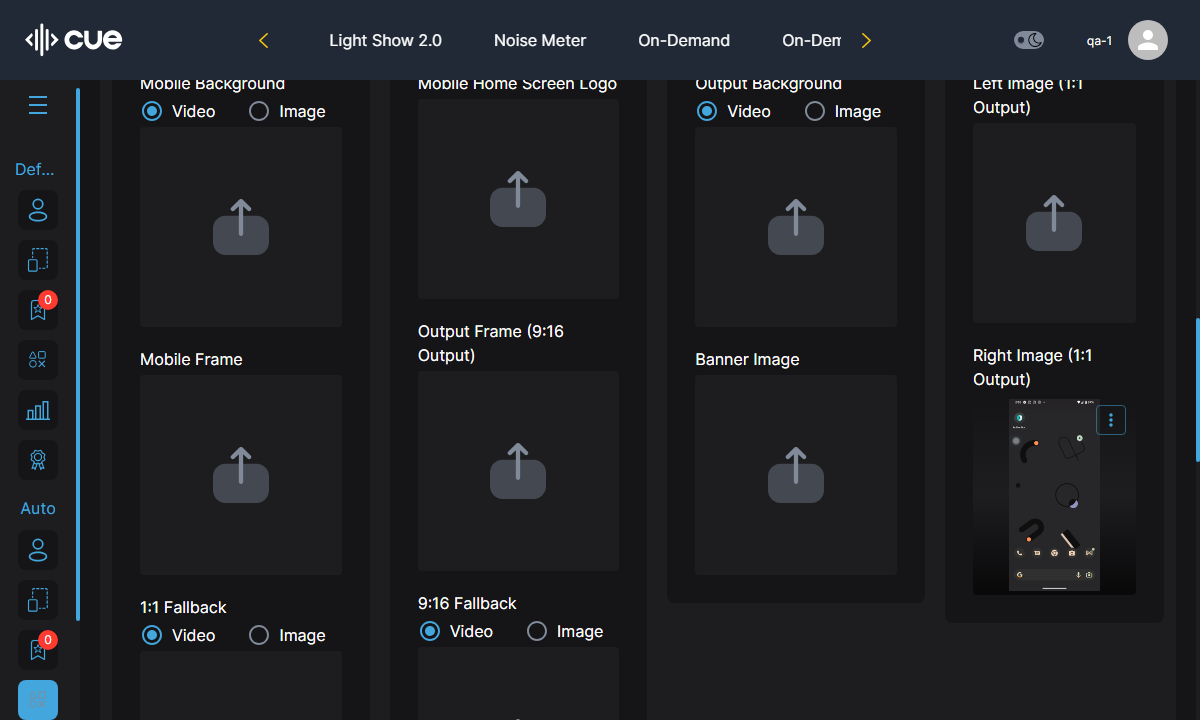 cue
Light Show 2.0
Noise Meter
On-Demand
On-Dem
qa-1
Def...
0
Auto
0
Mobile Background
Video
Image
Mobile Frame
1:1 Fallback
Video
Image
Mobile Home Screen Logo
Output Frame (9:16
Output)
9:16 Fallback
Video
Image
Output Background
Video
Image
Banner Image
Left Image (1:1
Output)
Right Image (1:1
Output)